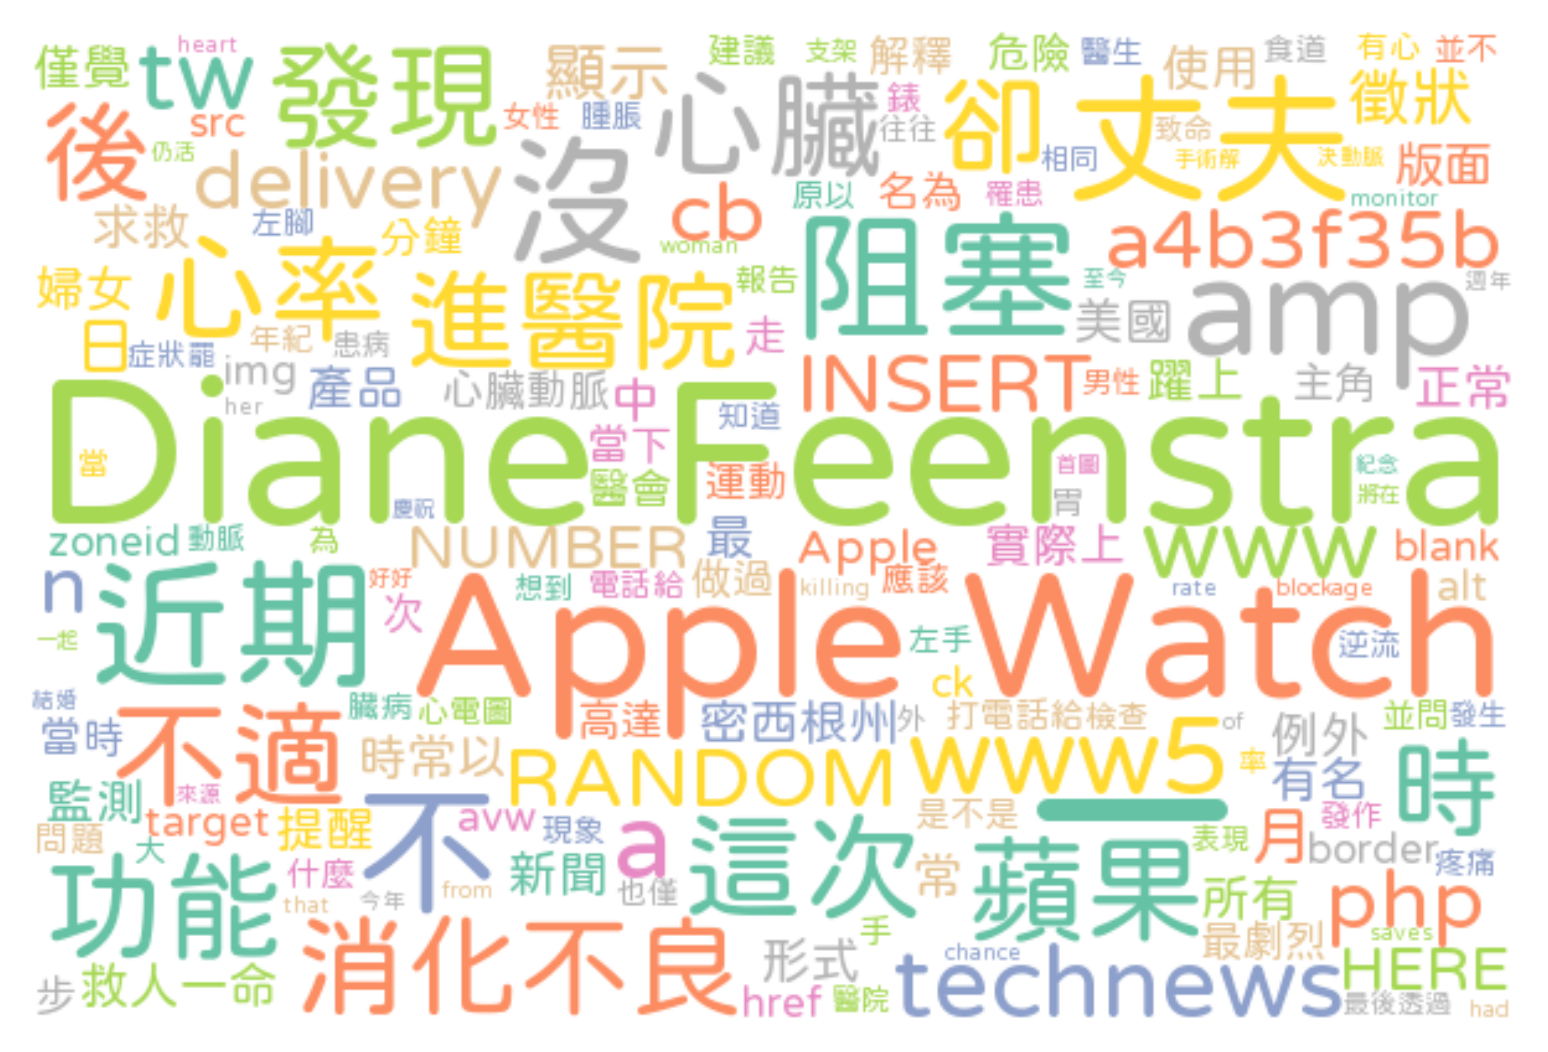 僅覺 tw heart 發現 顯示 建議 支架 解釋 危險 醫生 使用 食道 有心 並不
後 src 仍活 女性 腫脹 心臟 錶 往往 卻 丈夫 致命 徵狀
delivery 沒 cb 原以 名為 罹患 相同 手術解 決動脈 版面
求救 左腳 分鐘 woman monitor a4b3f35b
婦女 心率 進醫院 報告 阻塞 至今 美國 amp 週年
日 症狀罷 年紀 患病 走
img 產品 心臟動脈 中 INSERT 男性 躍上 主角 正常
her 知道
Diane Feenstra
當 當下 醫會 運動 首圖 胃 紀念 將在
慶祝
zoneid 動脈 為 NUMBER 最 Apple 實際上 www blank
n 近期 好好 次 想到 電話給 做過 killing 應該 rate blockage alt
一起 Apple Watch 左手 逆流
結婚 臟病 心電圖 ck
當時 不適 高達 密西根州 外 打電話給檢查 of 例外 並問 發生
時常以 RANDOM www5 率 有名 時
監測 來源 target 提醒 不 avw 現象 a 是不是 一 表現 月 發作
問題 大 什麼 新聞 這次 常 蘋果 border 疼痛
功能 that 今年 from 也僅 所有 php
消化不良 形式 手 最劇烈 saves
步 救人一命 href 醫院 chance technews HERE 最後透過 had